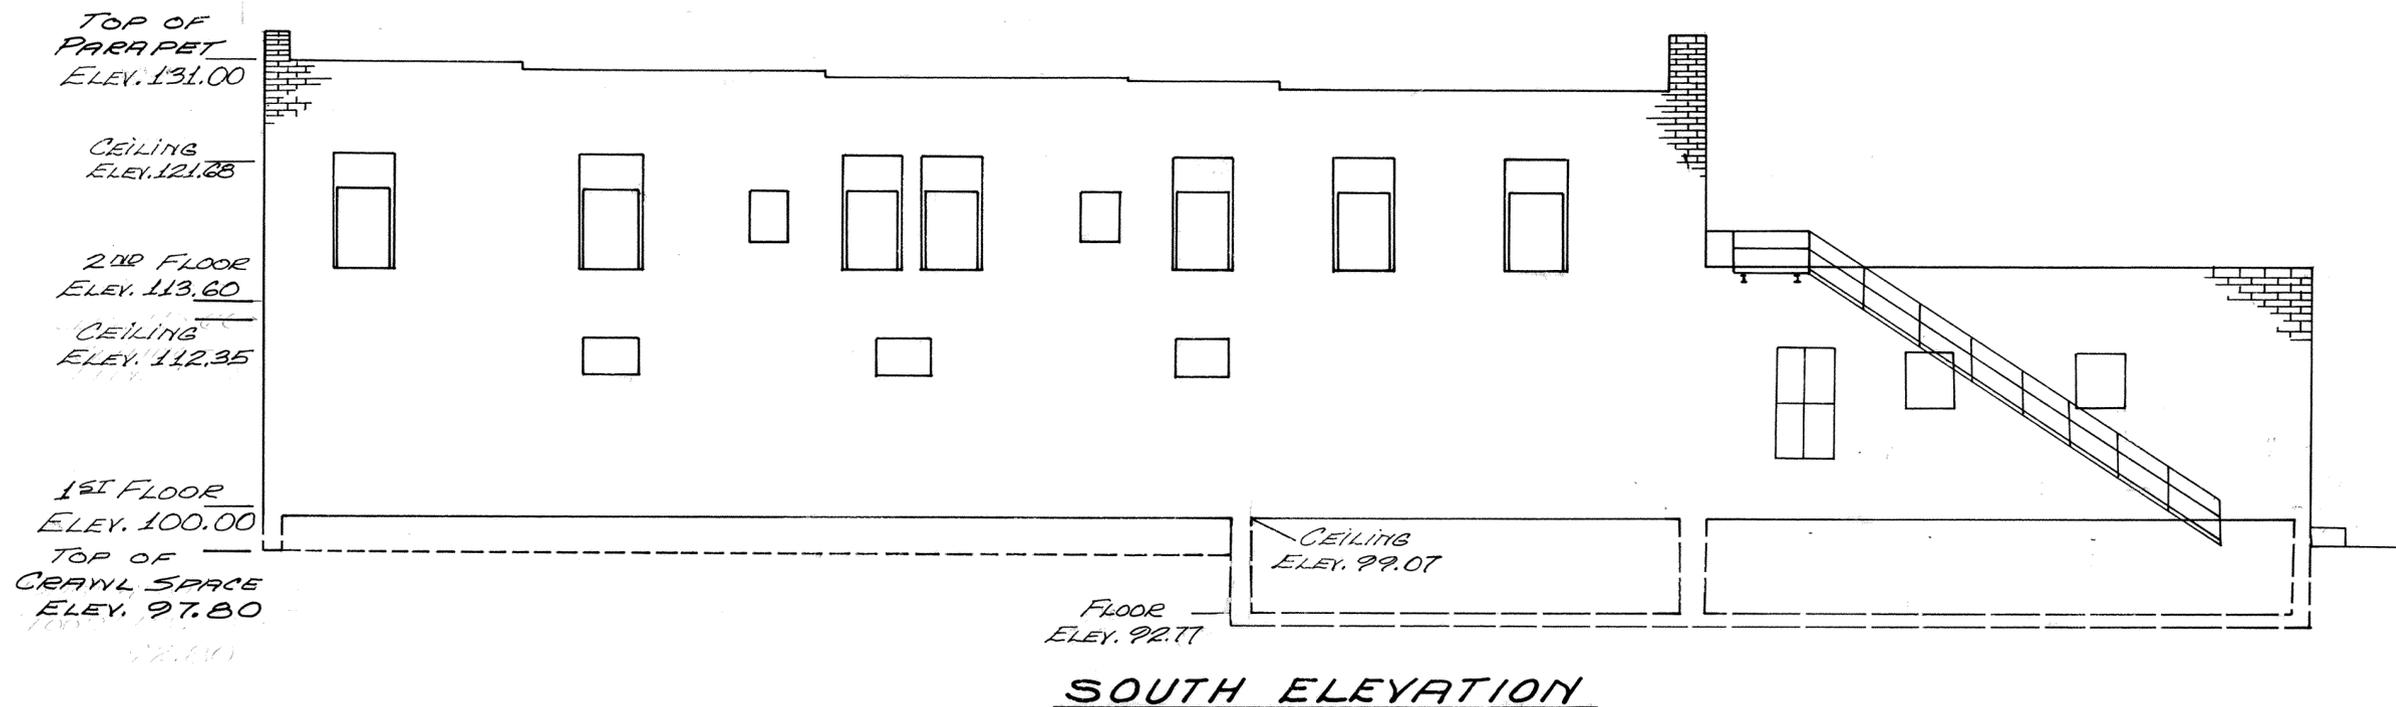 TOP OF
PARAPET
ELEV. 131.00
CEILING
ELEV. 121.68
2ND FLOOR
ELEV. 113.60
CEILING
ELEV. 112.35
1ST FLOOR
ELEV. 100.00
TOP OF
CRAWL SPACE
ELEV. 97.80
CEILING
ELEV. 99.07
FLOOR
ELEV. 92.77
SOUTH ELEVATION